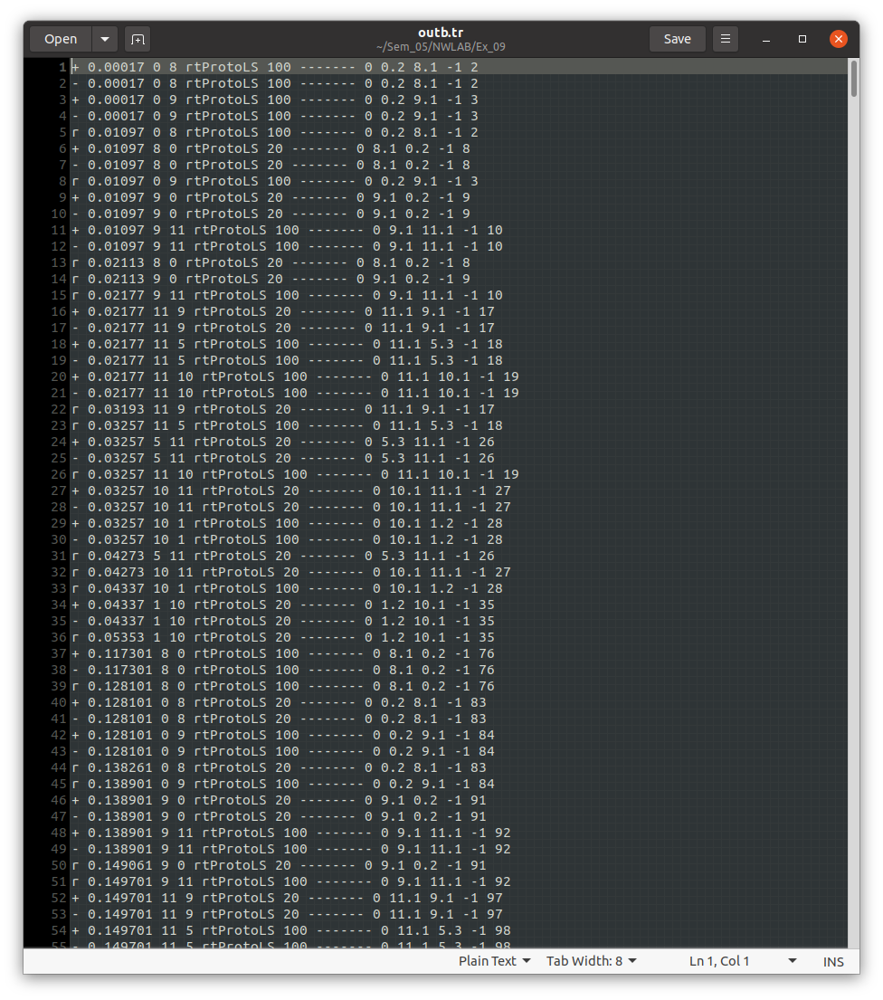 Open
outb.tr
~/Sem_05/NWLAB/Ex_09
Save
1 + 0.00017 0 8 rtProtoLS 100 ------- 0 0.2 8.1 -1 2
2 - 0.00017 0 8 rtProtoLS 100 ------- 0 0.2 8.1 -1 2
3 + 0.00017 0 9 rtProtoLS 100 ------- 0 0.2 9.1 -1 3
4 - 0.00017 0 9 rtProtoLS 100 ------- 0 0.2 9.1 -1 3
5 r 0.01097 0 8 rtProtoLS 100 ------- 0 0.2 8.1 -1 2
6 + 0.01097 8 0 rtProtoLS 20 ------- 0 8.1 0.2 -1 8
7 - 0.01097 8 0 rtProtoLS 20 ------- 0 8.1 0.2 -1 8
8 r 0.01097 0 9 rtProtoLS 100 ------- 0 0.2 9.1 -1 3
9 + 0.01097 9 0 rtProtoLS 20 ------- 0 9.1 0.2 -1 9
10 - 0.01097 9 0 rtProtoLS 20 ------- 0 9.1 0.2 -1 9
11 + 0.01097 9 11 rtProtoLS 100 ------- 0 9.1 11.1 -1 10
12 - 0.01097 9 11 rtProtoLS 100 ------- 0 9.1 11.1 -1 10
13 r 0.02113 8 0 rtProtoLS 20 ------- 0 8.1 0.2 -1 8
14 r 0.02113 9 0 rtProtoLS 20 ------- 0 9.1 0.2 -1 9
15 r 0.02177 9 11 rtProtoLS 100 ------- 0 9.1 11.1 -1 10
16 + 0.02177 11 9 rtProtoLS 20 ------- 0 11.1 9.1 -1 17
17 - 0.02177 11 9 rtProtoLS 20 ------- 0 11.1 9.1 -1 17
18 + 0.02177 11 5 rtProtoLS 100 ------- 0 11.1 5.3 -1 18
19 - 0.02177 11 5 rtProtoLS 100 ------- 0 11.1 5.3 -1 18
20 + 0.02177 11 10 rtProtoLS 100 ------- 0 11.1 10.1 -1 19
21 - 0.02177 11 10 rtProtoLS 100 ------- 0 11.1 10.1 -1 19
22 r 0.03193 11 9 rtProtoLS 20 ------- 0 11.1 9.1 -1 17
23 r 0.03257 11 5 rtProtoLS 100 ------- 0 11.1 5.3 -1 18
24 + 0.03257 5 11 rtProtoLS 20 ------- 0 5.3 11.1 -1 26
25 - 0.03257 5 11 rtProtoLS 20 ------- 0 5.3 11.1 -1 26
26 r 0.03257 11 10 rtProtoLS 100 ------- 0 11.1 10.1 -1 19
27 + 0.03257 10 11 rtProtoLS 20 ------- 0 10.1 11.1 -1 27
28 - 0.03257 10 11 rtProtoLS 20 ------- 0 10.1 11.1 -1 27
29 + 0.03257 10 1 rtProtoLS 100 ------- 0 10.1 1.2 -1 28
30 - 0.03257 10 1 rtProtoLS 100 ------- 0 10.1 1.2 -1 28
31 r 0.04273 5 11 rtProtoLS 20 ------- 0 5.3 11.1 -1 26
32 r 0.04273 10 11 rtProtoLS 20 ------- 0 10.1 11.1 -1 27
33 r 0.04337 10 1 rtProtoLS 100 ------- 0 10.1 1.2 -1 28
34 + 0.04337 1 10 rtProtoLS 20 ------- 0 1.2 10.1 -1 35
35 - 0.04337 1 10 rtProtoLS 20 ------- 0 1.2 10.1 -1 35
36 r 0.05353 1 10 rtProtoLS 20 ------- 0 1.2 10.1 -1 35
37 + 0.117301 8 0 rtProtoLS 100 ------- 0 8.1 0.2 -1 76
38 - 0.117301 8 0 rtProtoLS 100 ------- 0 8.1 0.2 -1 76
39 r 0.128101 8 0 rtProtoLS 100 ------- 0 8.1 0.2 -1 76
40 + 0.128101 0 8 rtProtoLS 20 ------- 0 0.2 8.1 -1 83
41 - 0.128101 0 8 rtProtoLS 20 ------- 0 0.2 8.1 -1 83
42 + 0.128101 0 9 rtProtoLS 100 ------- 0 0.2 9.1 -1 84
43 - 0.128101 0 9 rtProtoLS 100 ------- 0 0.2 9.1 -1 84
44 r 0.138261 0 8 rtProtoLS 20 ------- 0 0.2 8.1 -1 83
45 r 0.138901 0 9 rtProtoLS 100 ------- 0 0.2 9.1 -1 84
46 + 0.138901 9 0 rtProtoLS 20 ------- 0 9.1 0.2 -1 91
47 - 0.138901 9 0 rtProtoLS 20 ------- 0 9.1 0.2 -1 91
48 + 0.138901 9 11 rtProtoLS 100 ------- 0 9.1 11.1 -1 92
49 - 0.138901 9 11 rtProtoLS 100 ------- 0 9.1 11.1 -1 92
50 r 0.149061 9 0 rtProtoLS 20 ------- 0 9.1 0.2 -1 91
51 r 0.149701 9 11 rtProtoLS 100 ------- 0 9.1 11.1 -1 92
52 + 0.149701 11 9 rtProtoLS 20 ------- 0 11.1 9.1 -1 97
53 - 0.149701 11 9 rtProtoLS 20 ------- 0 11.1 9.1 -1 97
54 + 0.149701 11 5 rtProtoLS 100 ------- 0 11.1 5.3 -1 98
55 - 0.149701 11 5 rtProtoLS 100 ------- 0 11.1 5.3 -1 98
Plain Text Tab Width: 8 Ln 1, Col 1 INS